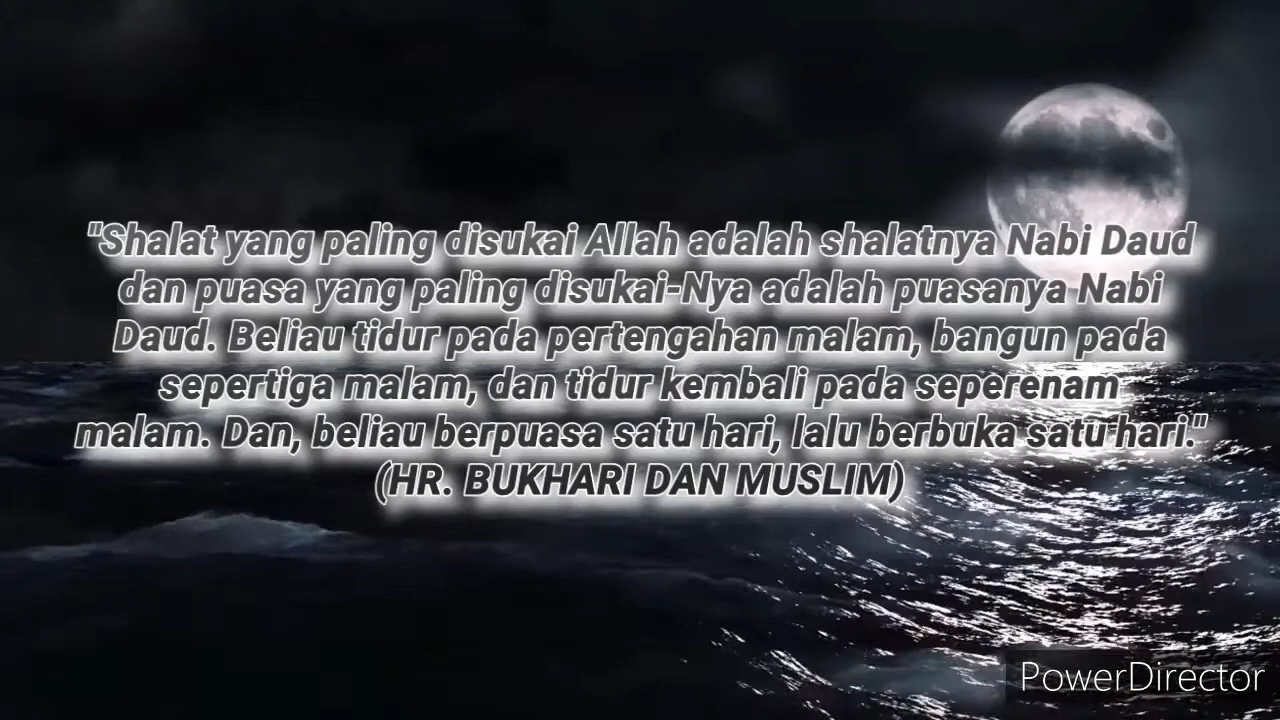 "Shalat yang paling disukai Allah adalah shalatnya Nabi Daud
dan puasa yang paling disukai-Nya adalah puasanya Nabi
Daud. Beliau tidur pada pertengahan malam, bangun pada
sepertiga malam, dan tidur kembali pada seperenam
malam. Dan, beliau berpuasa satu hari, lalu berbuka satu hari."
(HR. BUKHARI DAN MUSLIM)
PowerDirector